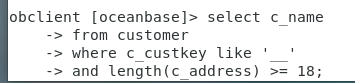 obclient [oceanbase]> select c_name
    -> from customer
    -> where c_custkey like '__'
    -> and length(c_address) >= 18;